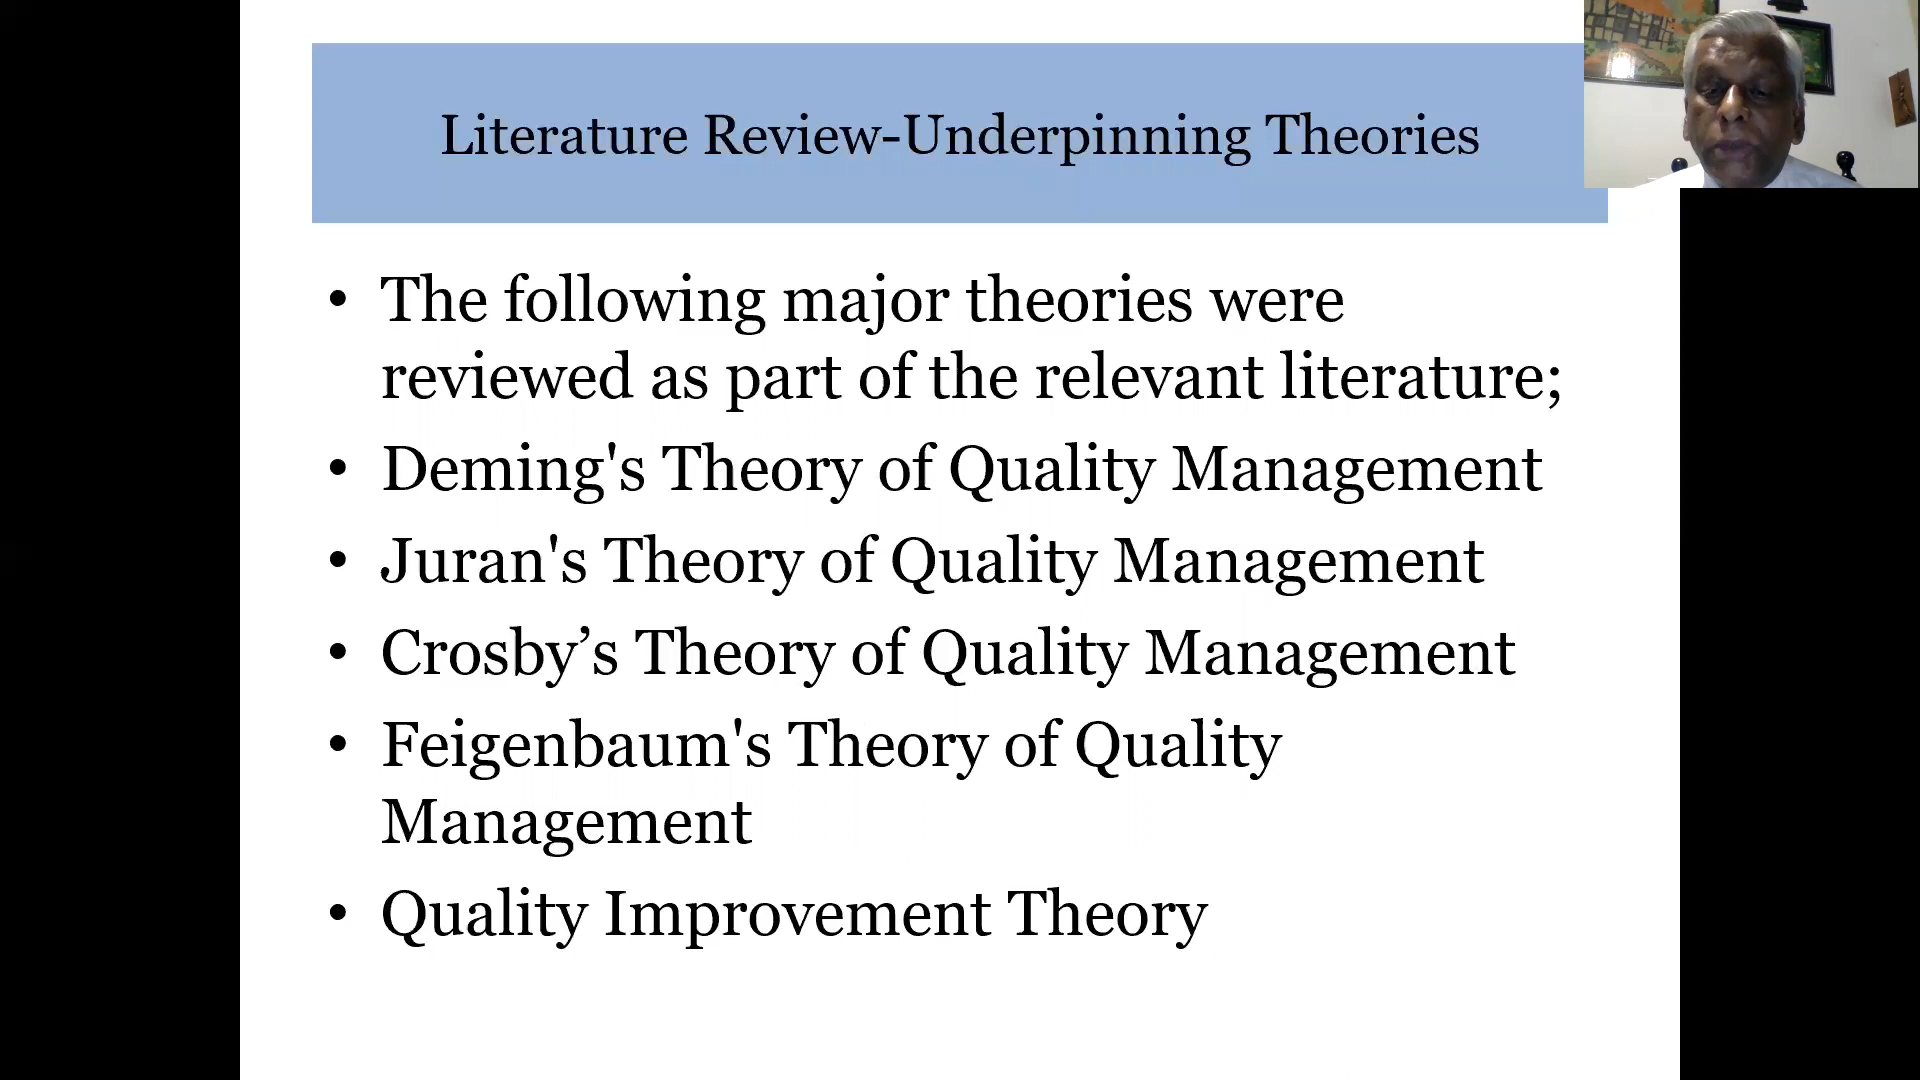 Literature Review-Underpinning Theories
• The following major theories were
reviewed as part of the relevant literature;
• Deming's Theory of Quality Management
• Juran's Theory of Quality Management
• Crosby’s Theory of Quality Management
• Feigenbaum's Theory of Quality
Management
• Quality Improvement Theory